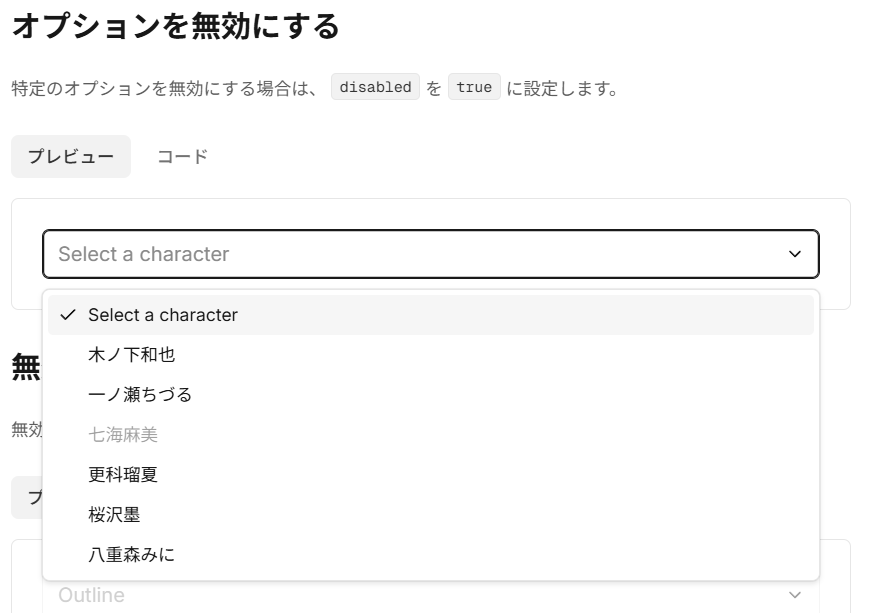 オプションを無効にする
特定のオプションを無効にする場合は、 disabled を true に設定します。
プレビュー コード
Select a character
Select a character
木ノ下和也
一ノ瀬ちづる
七海麻美
更科瑠夏
桜沢墨
八重森みに
無
無効
プ
Outline